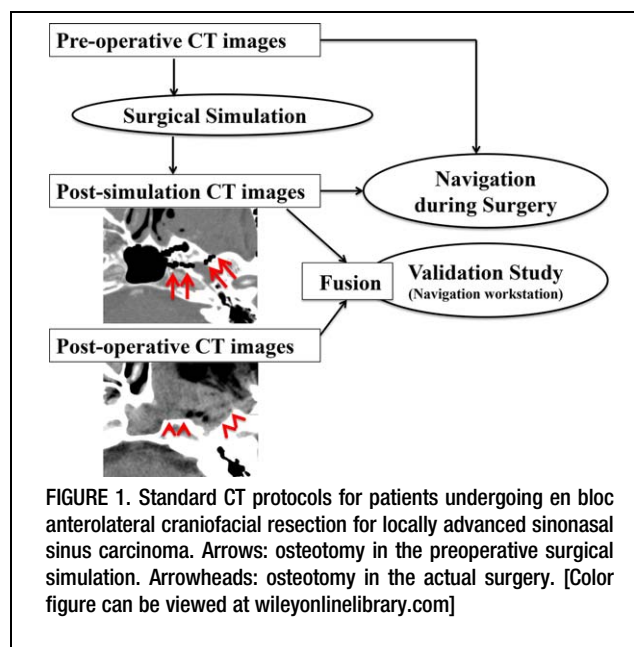 Pre-operative CT images
Surgical Simulation
Post-simulation CT images
Navigation
during Surgery
Fusion
Validation Study
(Navigation workstation)
Post-operative CT images
FIGURE 1. Standard CT protocols for patients undergoing en bloc
anterolateral craniofacial resection for locally advanced sinonasal
sinus carcinoma. Arrows: osteotomy in the preoperative surgical
simulation. Arrowheads: osteotomy in the actual surgery. [Color
figure can be viewed at wileyonlinelibrary.com]